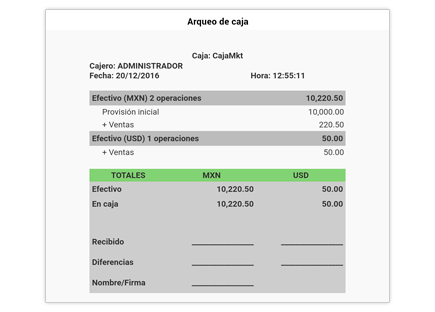 Arqueo de caja
Caja: CajaMkt
Cajero: ADMINISTRADOR
Fecha: 20/12/2016 Hora: 12:55:11
Efectivo (MXN) 2 operaciones 10,220.50
Provisión inicial 10,000.00
+ Ventas 220.50
Efectivo (USD) 1 operaciones 50.00
+ Ventas 50.00
TOTALES MXN USD
Efectivo 10,220.50 50.00
En caja 10,220.50 50.00
Recibido
Diferencias
Nombre/Firma